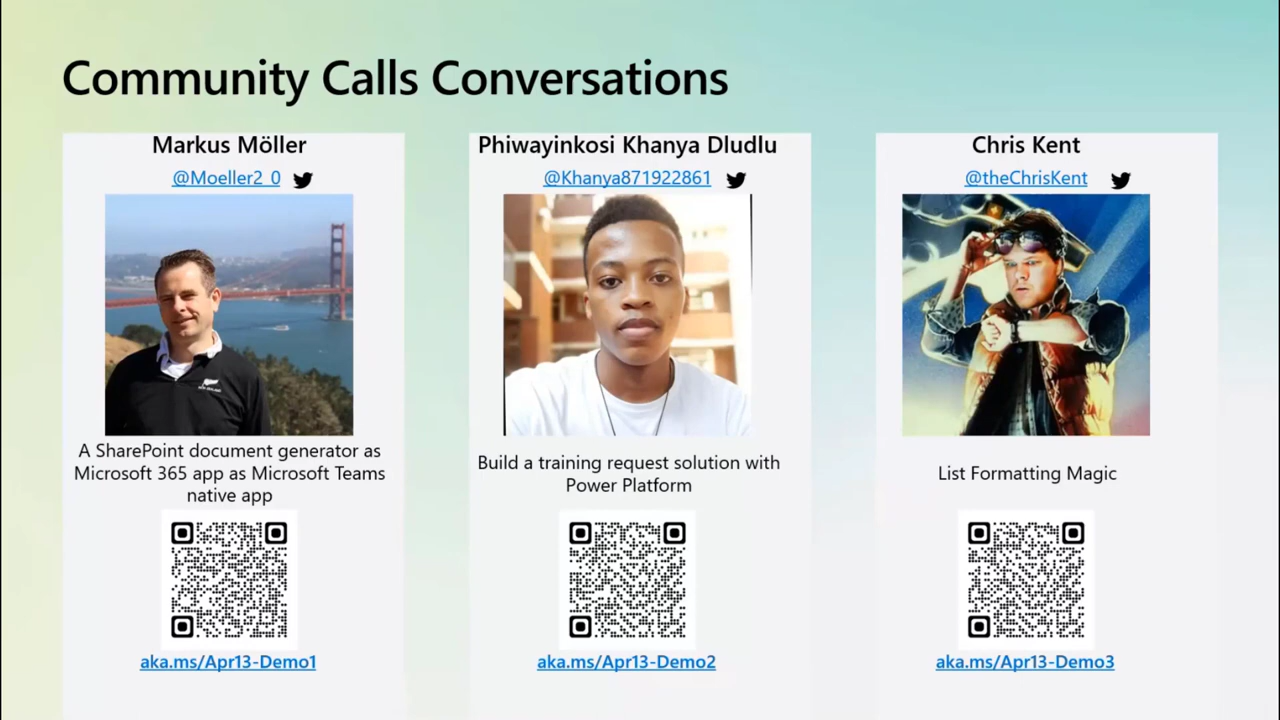 Community Calls Conversations
Markus Möller
@Moeller2_0
A SharePoint document generator as
Microsoft 365 app as Microsoft Teams
native app
aka.ms/Apr13-Demo1
Phiwayinkosi Khanya Dludlu
@Khanya871922861
Build a training request solution with
Power Platform
aka.ms/Apr13-Demo2
Chris Kent
@theChrisKent
List Formatting Magic
aka.ms/Apr13-Demo3